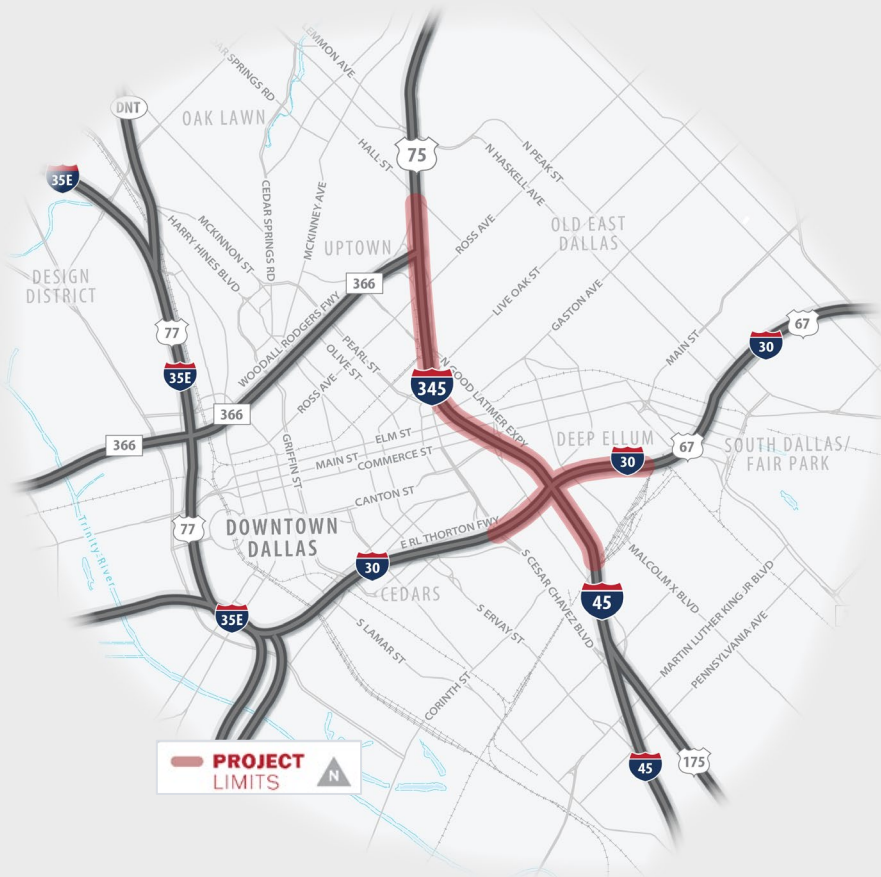 LEMMON AVE
AR SPRINGS RD
DNT
OAK LAWN
75
HALL ST
N PEAK ST
N HASKELL AVE
35E
CEDAR SPRINGS RD
MCKINNEY AVE
MCKINNON ST
HARRY HINES BLVD
UPTOWN
ROSS AVE
OLD EAST
DALLAS
DESIGN
DISTRICT
366
LIVE OAK ST
GASTON AVE
67
30
77
WOODALL RODGERS FWY
PEARL ST
OLIVE ST
MAIN ST
35E
345
N GOOD LATIMER EXPY
ROSS AVE
366
366
ELM ST
DEEP ELLUM
67
SOUTH DALLAS/
FAIR PARK
MAIN ST
COMMERCE ST
GRIFFIN ST
30
CANTON ST
77
Trinity River
DOWNTOWN
DALLAS
E RL THORTON FWY
30
CEDARS
S CESAR CHAVEZ BLVD
MALCOLM X BLVD
45
MARTIN LUTHER KING JR BLVD
PENNSYLVANIA AVE
35E
S LAMAR ST
S ERVAY ST
CORINTH ST
45
175
PROJECT
LIMITS
N